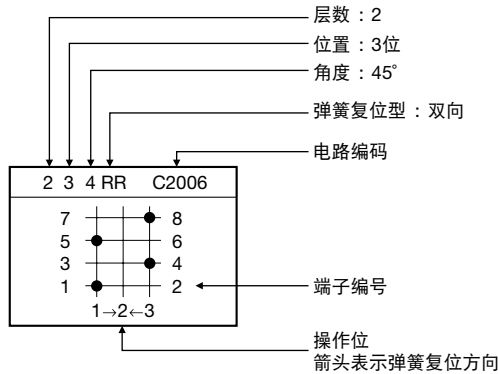 层数：2
位置：3位
角度：45°
弹簧复位型：双向
电路编码
2 3 4 RR C2006
7 8
5 6
3 4
1 2
1→2←3
端子编号
操作位
箭头表示弹簧复位方向